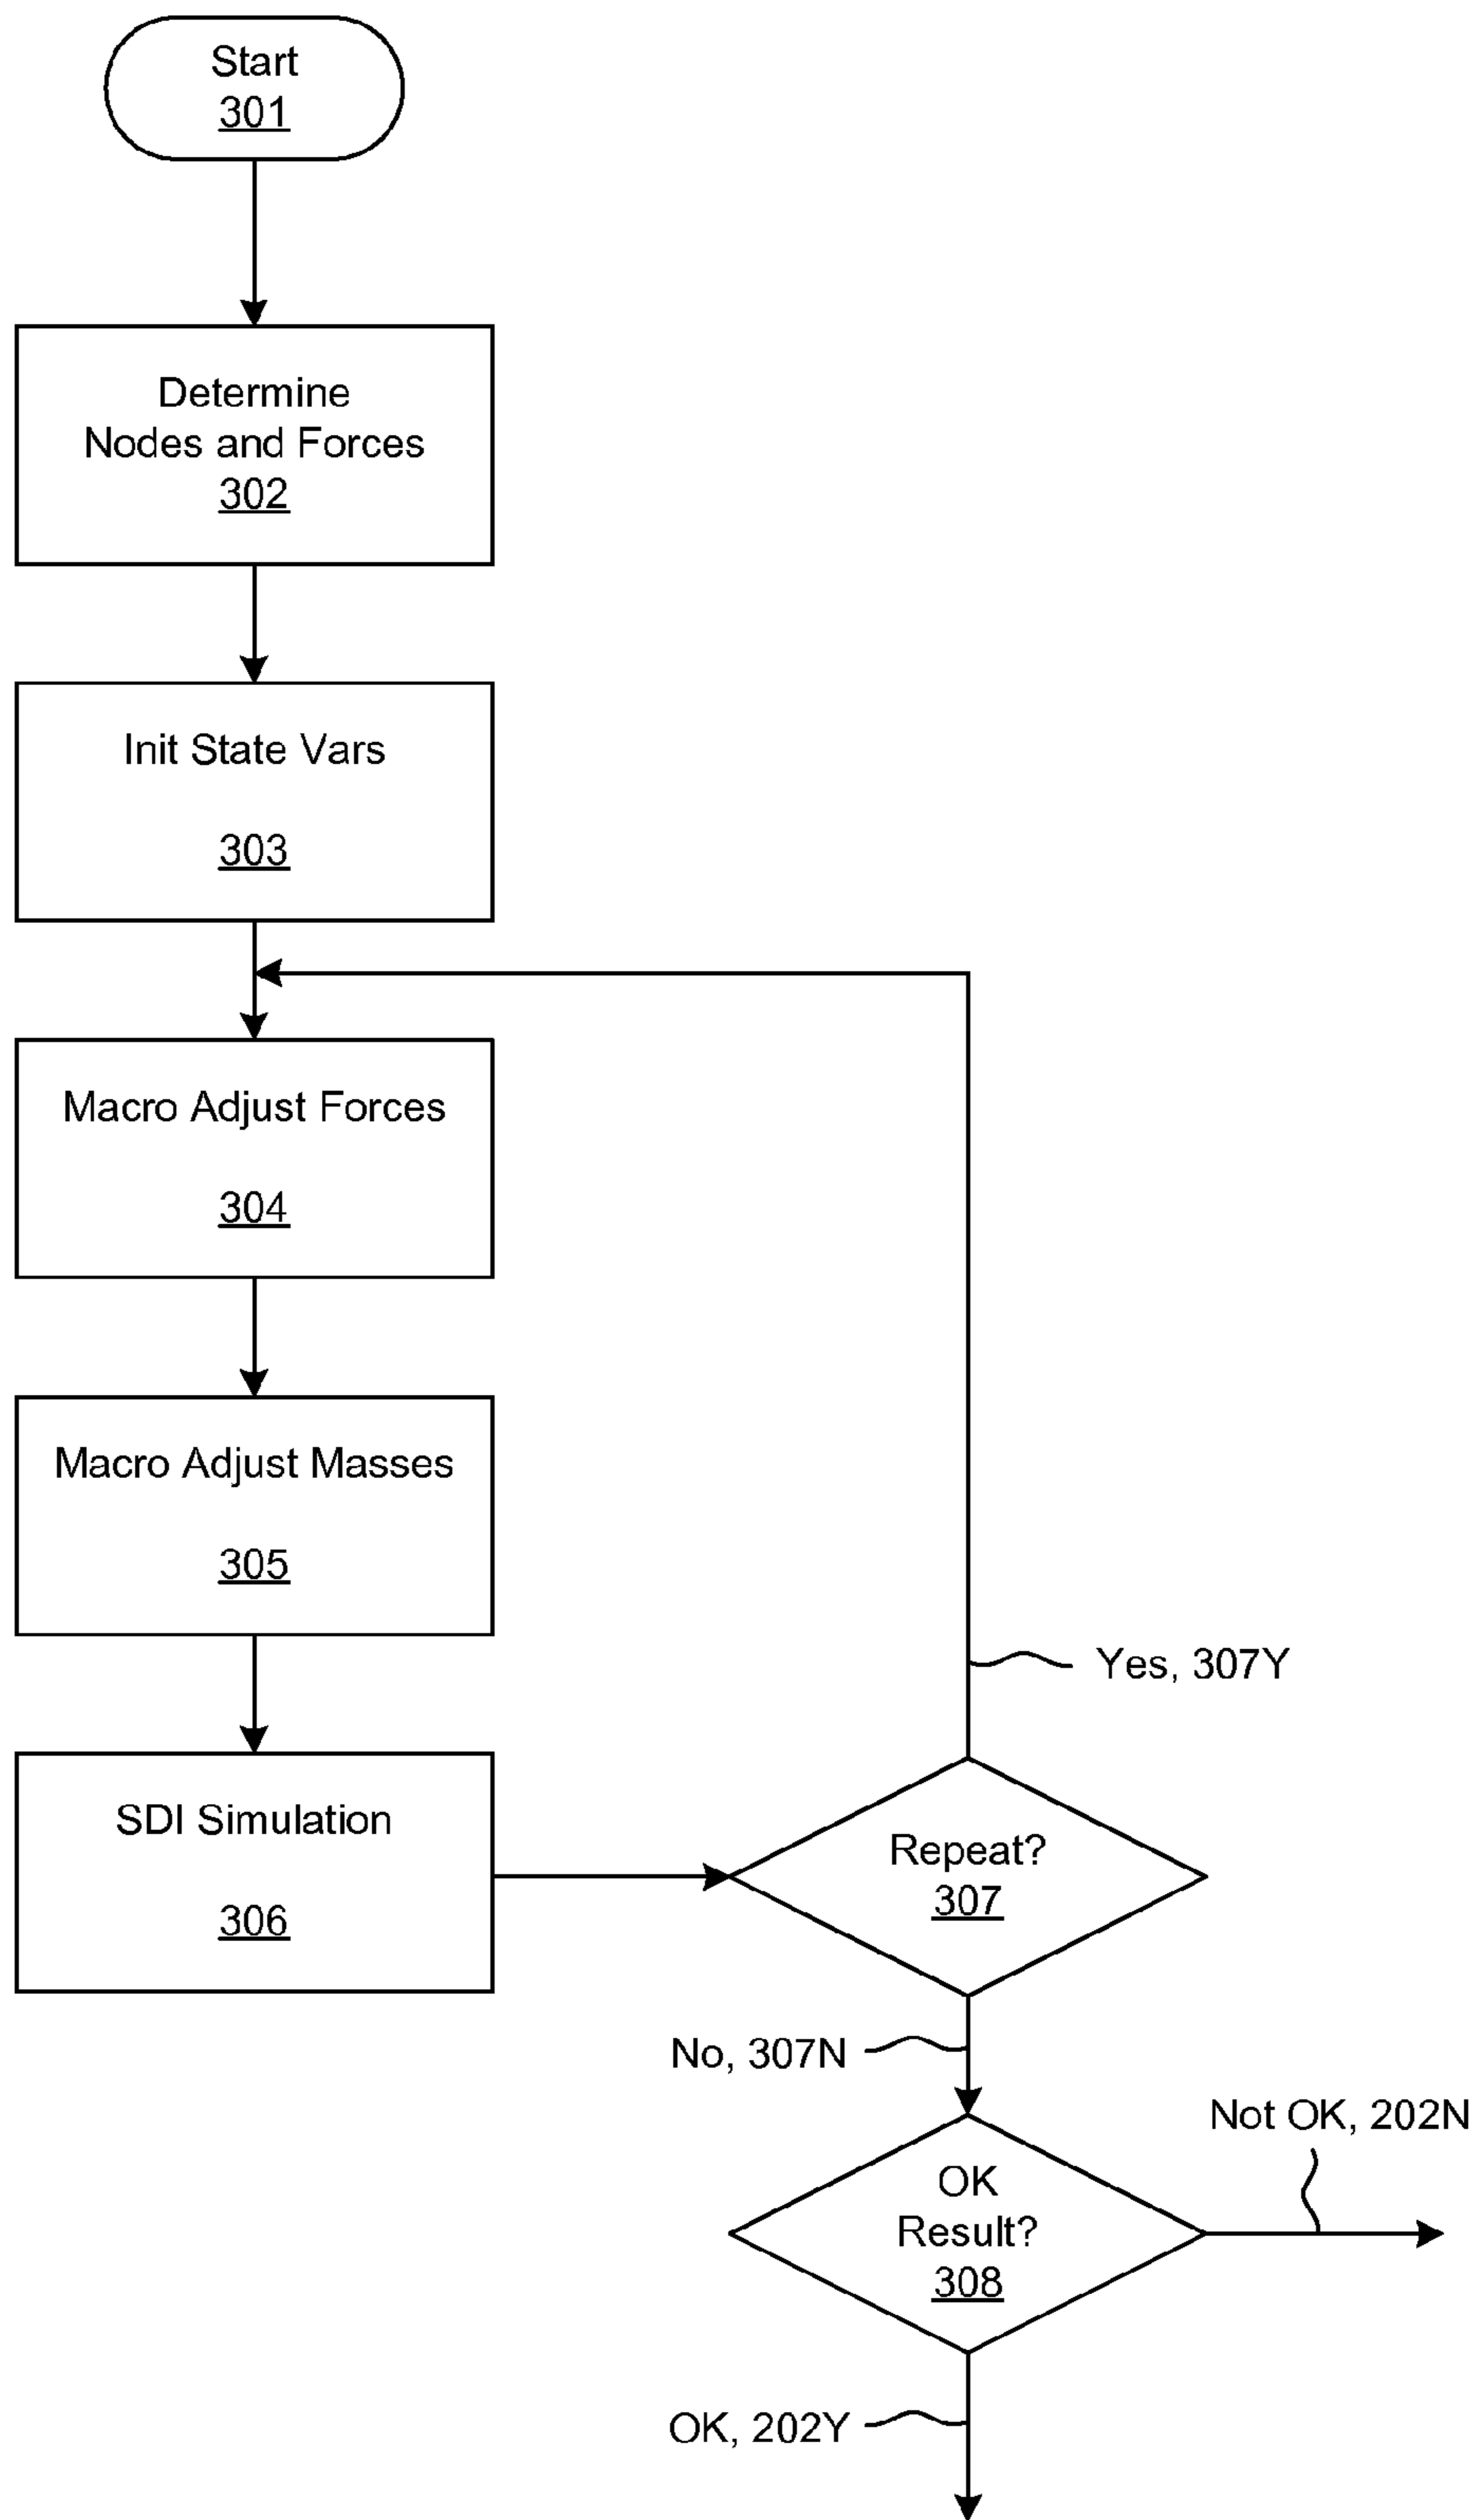 Start
301
Determine
Nodes and Forces
302
Init State Vars
303
Macro Adjust Forces
304
Macro Adjust Masses
305
Yes, 307Y
SDI Simulation
306
Repeat?
307
No, 307N
Not OK, 202N
OK
Result?
308
OK, 202Y